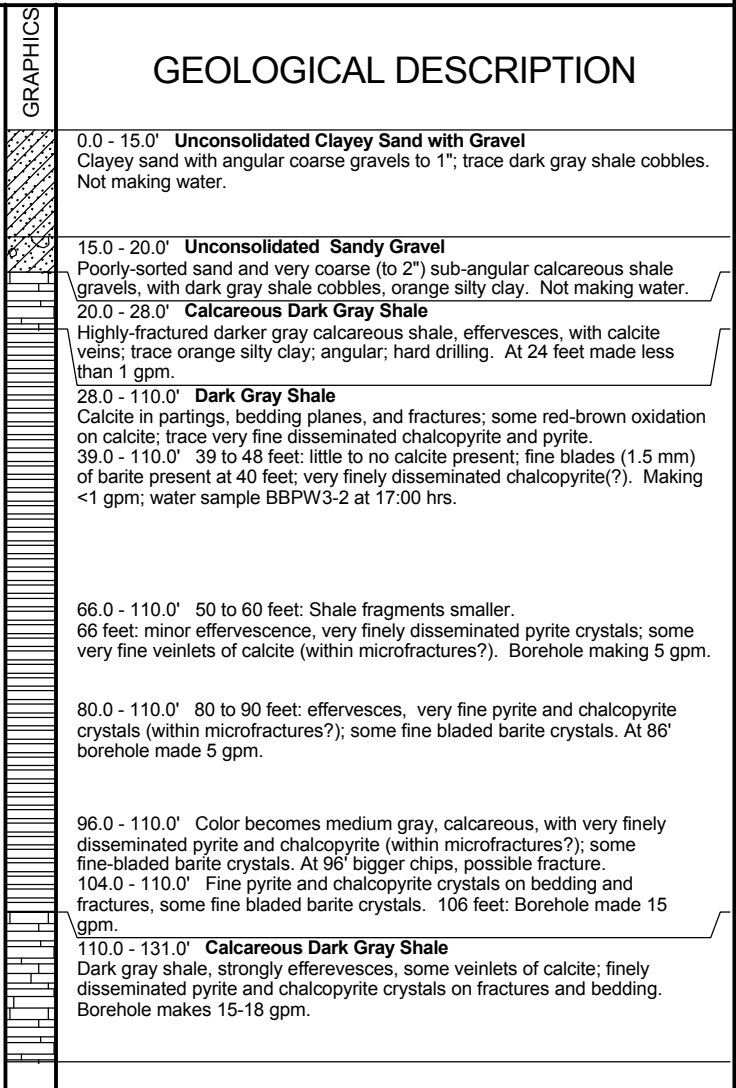 GRAPHICS
GEOLOGICAL DESCRIPTION
0.0 - 15.0' Unconsolidated Clayey Sand with Gravel
Clayey sand with angular coarse gravels to 1"; trace dark gray shale cobbles.
Not making water.
15.0 - 20.0' Unconsolidated Sandy Gravel
Poorly-sorted sand and very coarse (to 2") sub-angular calcareous shale
gravels, with dark gray shale cobbles, orange silty clay. Not making water.
20.0 - 28.0' Calcareous Dark Gray Shale
Highly-fractured darker gray calcareous shale, effervesces, with calcite
veins; trace orange silty clay; angular; hard drilling. At 24 feet made less
than 1 gpm.
28.0 - 110.0' Dark Gray Shale
Calcite in partings, bedding planes, and fractures; some red-brown oxidation
on calcite; trace very fine disseminated chalcopyrite and pyrite.
39.0 - 110.0' 39 to 48 feet: little to no calcite present; fine blades (1.5 mm)
of barite present at 40 feet; very finely disseminated chalcopyrite(?). Making
<1 gpm; water sample BBPW3-2 at 17:00 hrs.
66.0 - 110.0' 50 to 60 feet: Shale fragments smaller.
66 feet: minor effervescence, very finely disseminated pyrite crystals; some
very fine veinlets of calcite (within microfractures?). Borehole making 5 gpm.
80.0 - 110.0' 80 to 90 feet: effervesces, very fine pyrite and chalcopyrite
crystals (within microfractures?); some fine bladed barite crystals. At 86'
borehole made 5 gpm.
96.0 - 110.0' Color becomes medium gray, calcareous, with very finely
disseminated pyrite and chalcopyrite (within microfractures?); some
fine-bladed barite crystals. At 96' bigger chips, possible fracture.
104.0 - 110.0' Fine pyrite and chalcopyrite crystals on bedding and
fractures, some fine bladed barite crystals. 106 feet: Borehole made 15
gpm.
110.0 - 131.0' Calcareous Dark Gray Shale
Dark gray shale, strongly efferevesces, some veinlets of calcite; finely
disseminated pyrite and chalcopyrite crystals on fractures and bedding.
Borehole makes 15-18 gpm.